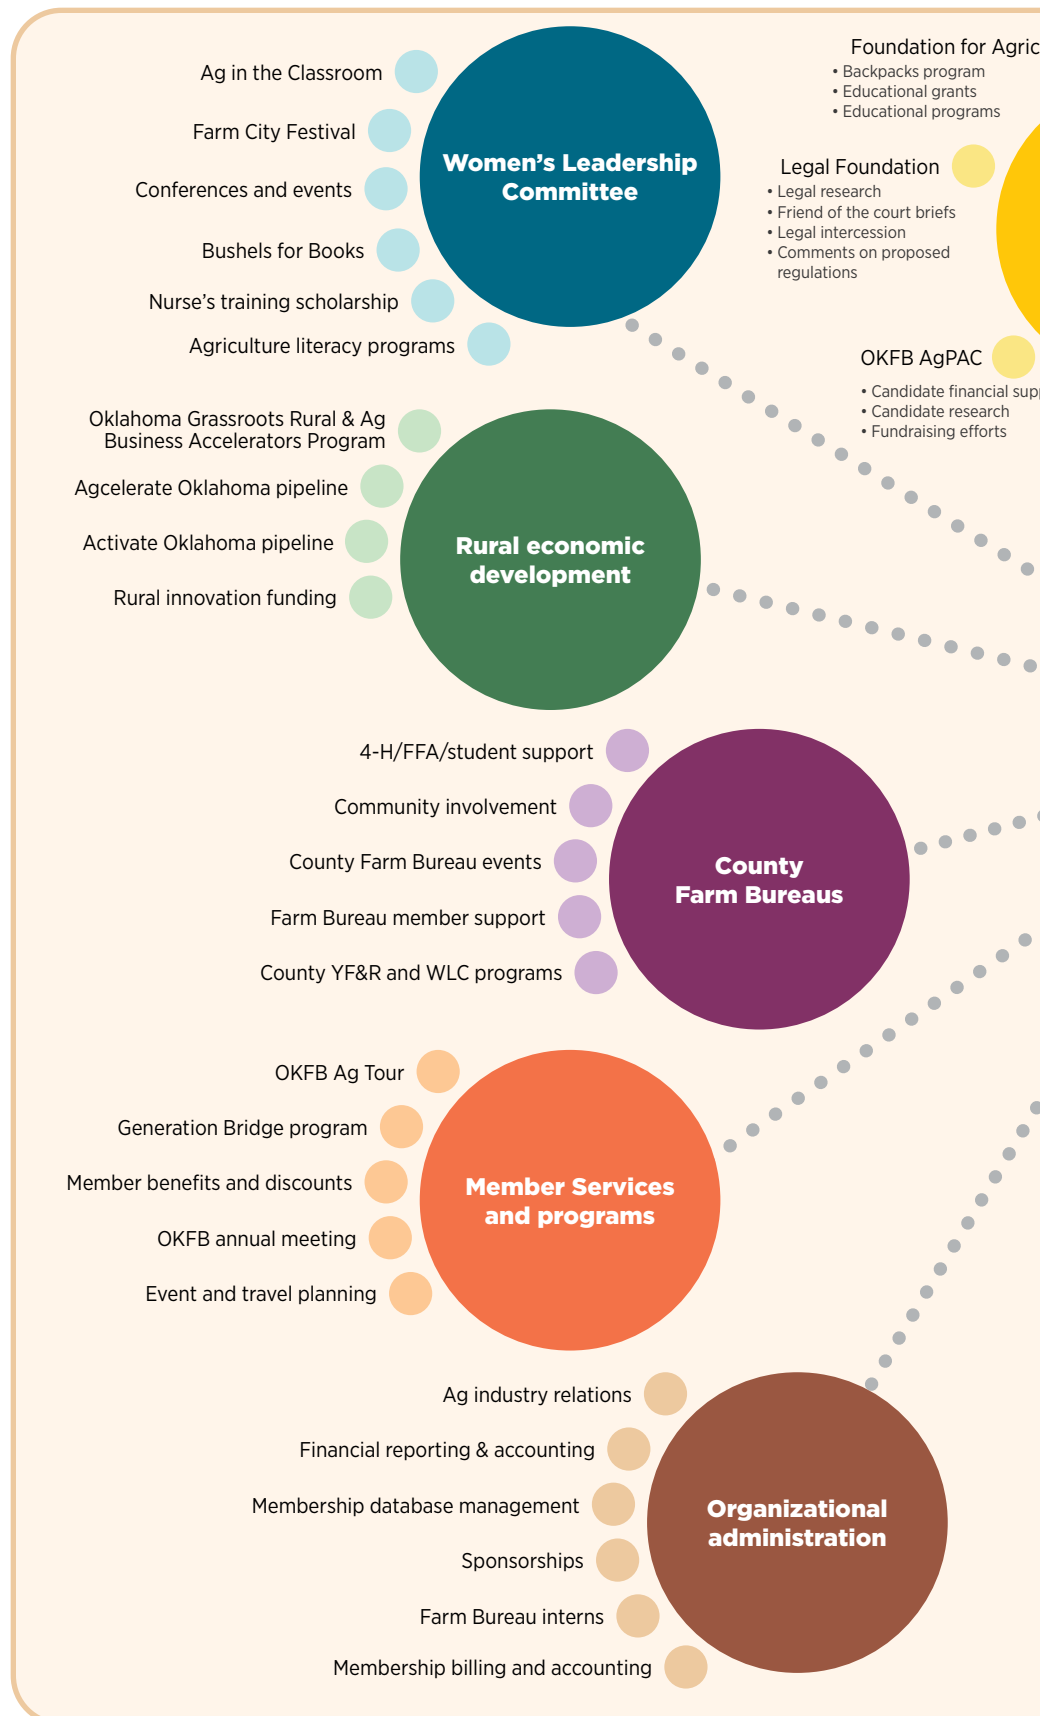 Ag in the Classroom
Farm City Festival
Conferences and events
Bushels for Books
Nurse’s training scholarship
Agriculture literacy programs
Women’s Leadership
Committee
Foundation for Agric
• Backpacks program
• Educational grants
• Educational programs
Legal Foundation
• Legal research
• Friend of the court briefs
• Legal intercession
• Comments on proposed
regulations
OKFB AgPAC
• Candidate financial supp
• Candidate research
• Fundraising efforts
Oklahoma Grassroots Rural & Ag
Business Accelerators Program
Agcelerate Oklahoma pipeline
Activate Oklahoma pipeline
Rural innovation funding
Rural economic
development
4-H/FFA/student support
Community involvement
County Farm Bureau events
Farm Bureau member support
County YF&R and WLC programs
County
Farm Bureaus
OKFB Ag Tour
Generation Bridge program
Member benefits and discounts
OKFB annual meeting
Event and travel planning
Member Services
and programs
Ag industry relations
Financial reporting & accounting
Membership database management
Sponsorships
Farm Bureau interns
Membership billing and accounting
Organizational
administration